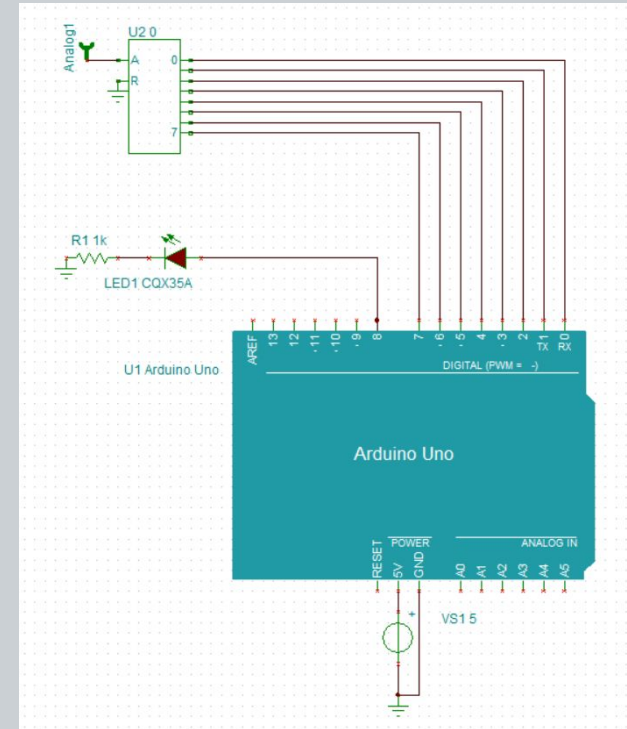 Analog1
U2 0
A
0
R
7
R1 1k
LED1 CQX35A
AREF
13
12
-11
-10
-9
8
7
-6
-5
4
-3
2
1
TX
0
RX
DIGITAL (PWM = -)
U1 Arduino Uno
Arduino Uno
RESET
5V
GND
POWER
ANALOG IN
A0
A1
A2
A3
A4
A5
+
VS1 5